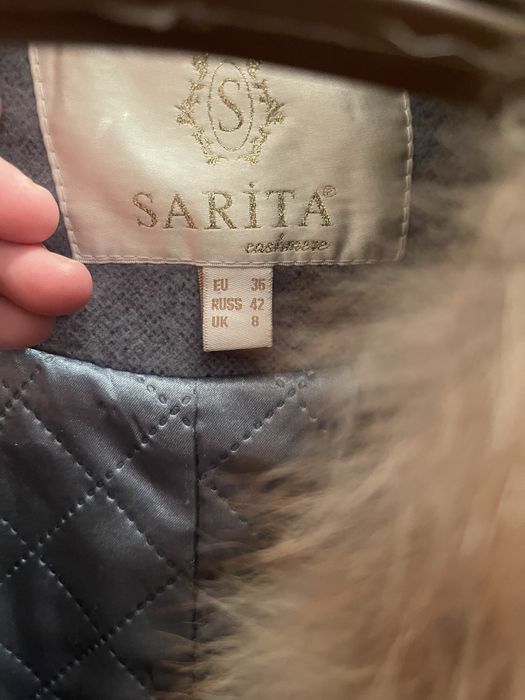 S
SARİTA®
cashmere
EU 36
RUSS 42
UK 8